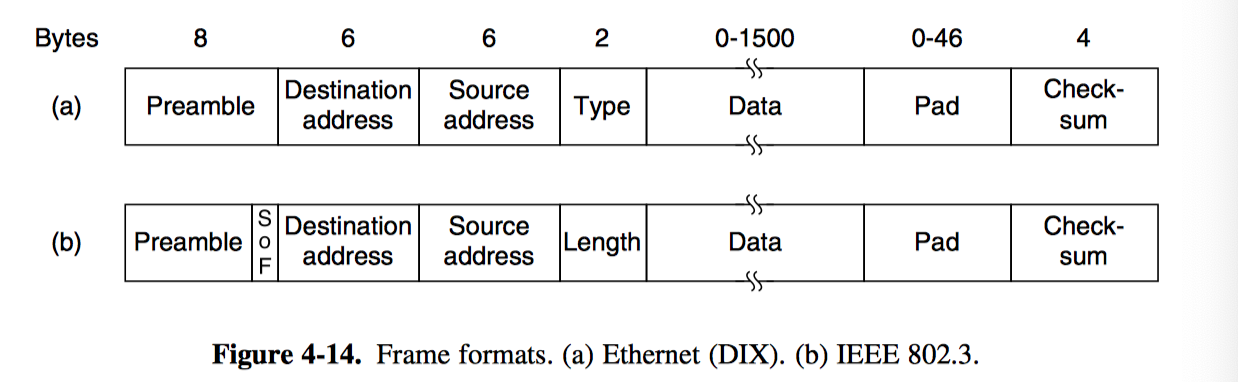 Bytes 8 6 6 2 0-1500 0-46 4
(a) Preamble Destination address Source address Type Data Pad Check-sum
(b) Preamble SoF Destination address Source address Length Data Pad Check-sum
Figure 4-14. Frame formats. (a) Ethernet (DIX). (b) IEEE 802.3.